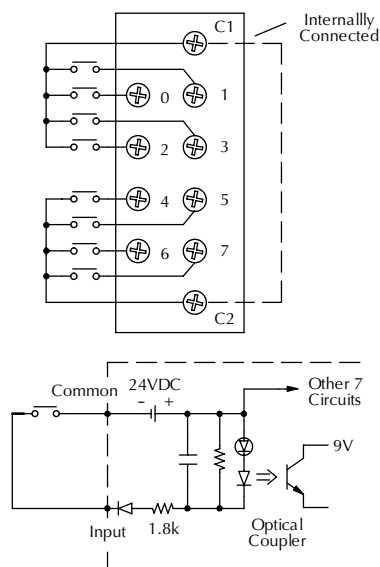 C1
Internallly
Connected
0
1
2
3
4
5
6
7
C2
Common
24VDC
- +
Other 7
Circuits
9V
Input
1.8k
Optical
Coupler